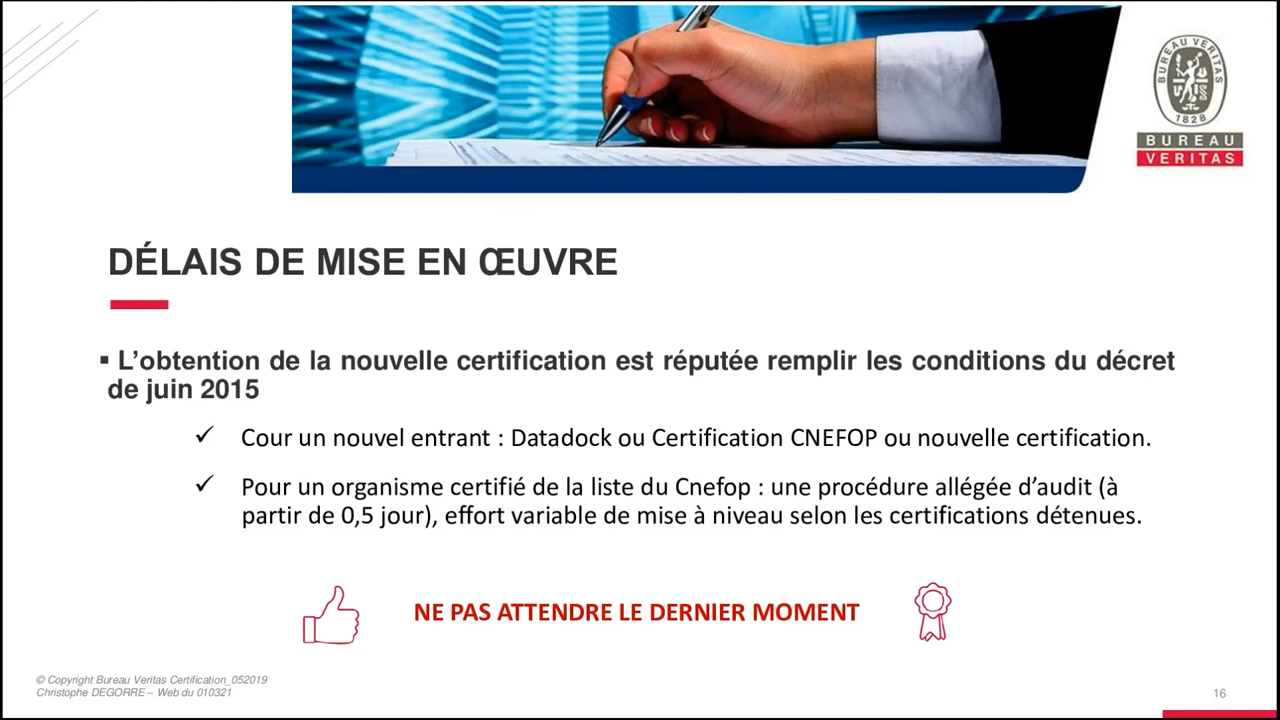 BUREAU VERITAS
1828
BUREAU
VERITAS
DÉLAIS DE MISE EN ŒUVRE
▪ L’obtention de la nouvelle certification est réputée remplir les conditions du décret
de juin 2015
✓ Cour un nouvel entrant : Datadock ou Certification CNEFOP ou nouvelle certification.
✓ Pour un organisme certifié de la liste du Cnefop : une procédure allégée d’audit (à
partir de 0,5 jour), effort variable de mise à niveau selon les certifications détenues.
NE PAS ATTENDRE LE DERNIER MOMENT
© Copyright Bureau Veritas Certification_052019
Christophe DEGORRE – Web du 010321
16